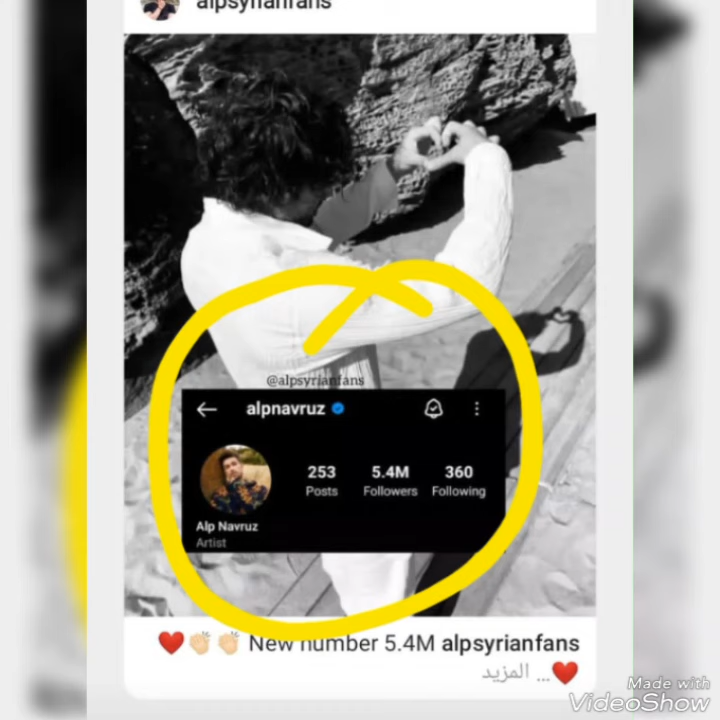 alpsyrianfans
@alpsyrianfans
alpnavruz
253 5.4M 360
Posts Followers Following
Alp Navruz
Artist
❤️👏🏻👏🏻 New number 5.4M alpsyrianfans
❤️... المزيد
Made with
VideoShow